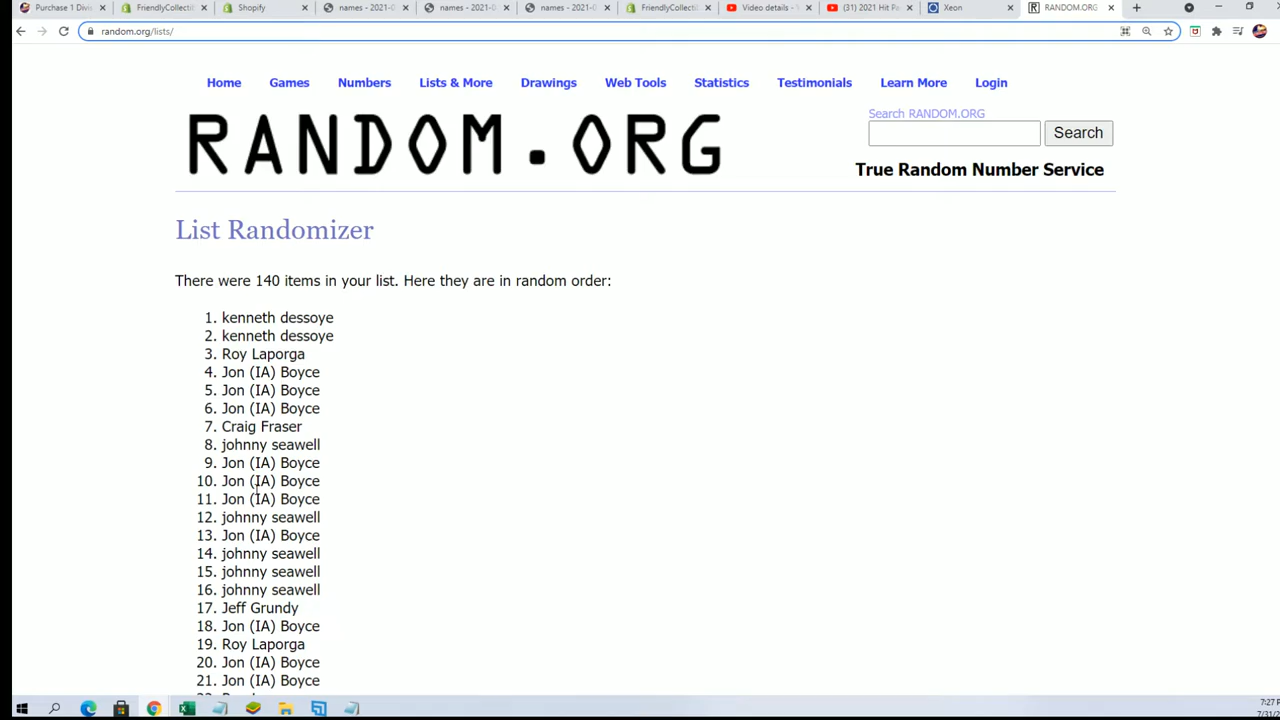 Purchase 1 Divi
FriendlyCollecti
Shopify
names - 2021-0
names - 2021-
names - 2021-0
FriendlyCollecti
Video details -
(31) 2021 Hit Pa
Xeon
RANDOM.ORG
random.org/lists/
Home Games Numbers Lists & More Drawings Web Tools Statistics Testimonials Learn More Login
Search RANDOM.ORG
RANDOM.ORG
Search
True Random Number Service
List Randomizer
There were 140 items in your list. Here they are in random order:
1. kenneth dessoye
2. kenneth dessoye
3. Roy Laporga
4. Jon (IA) Boyce
5. Jon (IA) Boyce
6. Jon (IA) Boyce
7. Craig Fraser
8. johnny seawell
9. Jon (IA) Boyce
10. Jon (IA) Boyce
11. Jon (IA) Boyce
12. johnny seawell
13. Jon (IA) Boyce
14. johnny seawell
15. johnny seawell
16. johnny seawell
17. Jeff Grundy
18. Jon (IA) Boyce
19. Roy Laporga
20. Jon (IA) Boyce
21. Jon (IA) Boyce
7:27
7/31/2